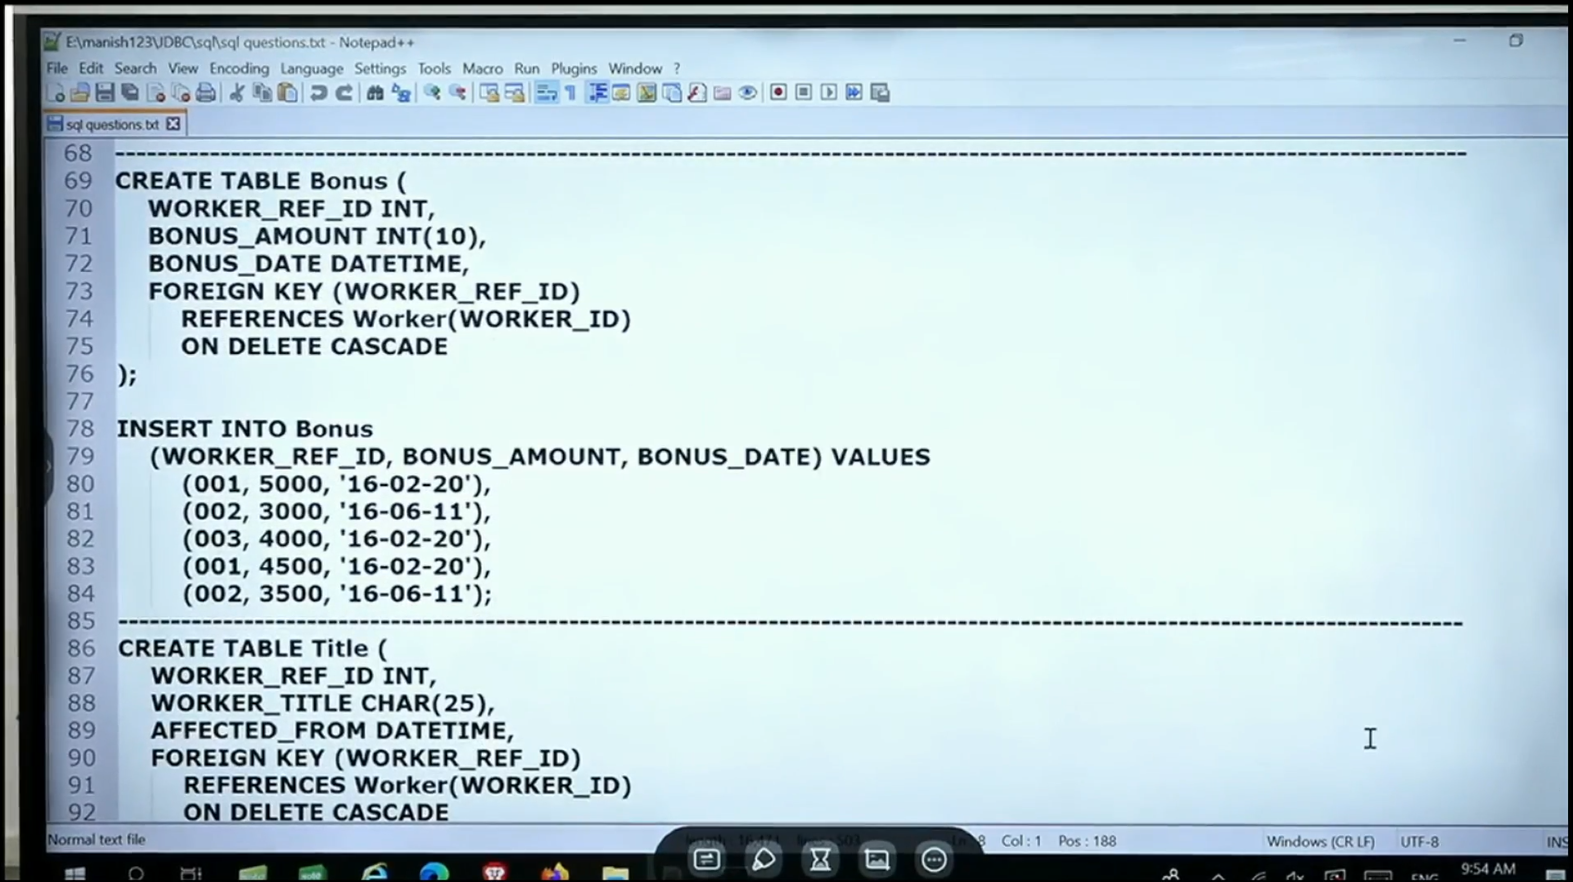 E:\manish123\JDBC\sql\sql questions.txt - Notepad++
File Edit Search View Encoding Language Settings Tools Macro Run Plugins Window ?
sql questions.txt
68 ------------------------------------------------------------------------------------------------
69 CREATE TABLE Bonus (
70 WORKER_REF_ID INT,
71 BONUS_AMOUNT INT(10),
72 BONUS_DATE DATETIME,
73 FOREIGN KEY (WORKER_REF_ID)
74 REFERENCES Worker(WORKER_ID)
75 ON DELETE CASCADE
76 );
77
78 INSERT INTO Bonus
79 (WORKER_REF_ID, BONUS_AMOUNT, BONUS_DATE) VALUES
80 (001, 5000, '16-02-20'),
81 (002, 3000, '16-06-11'),
82 (003, 4000, '16-02-20'),
83 (001, 4500, '16-02-20'),
84 (002, 3500, '16-06-11');
85 ------------------------------------------------------------------------------------------------
86 CREATE TABLE Title (
87 WORKER_REF_ID INT,
88 WORKER_TITLE CHAR(25),
89 AFFECTED_FROM DATETIME,
90 FOREIGN KEY (WORKER_REF_ID)
91 REFERENCES Worker(WORKER_ID)
92 ON DELETE CASCADE
Normal text file 8 Col : 1 Pos : 188 Windows (CR LF) UTF-8 INS
ENG 9:54 AM